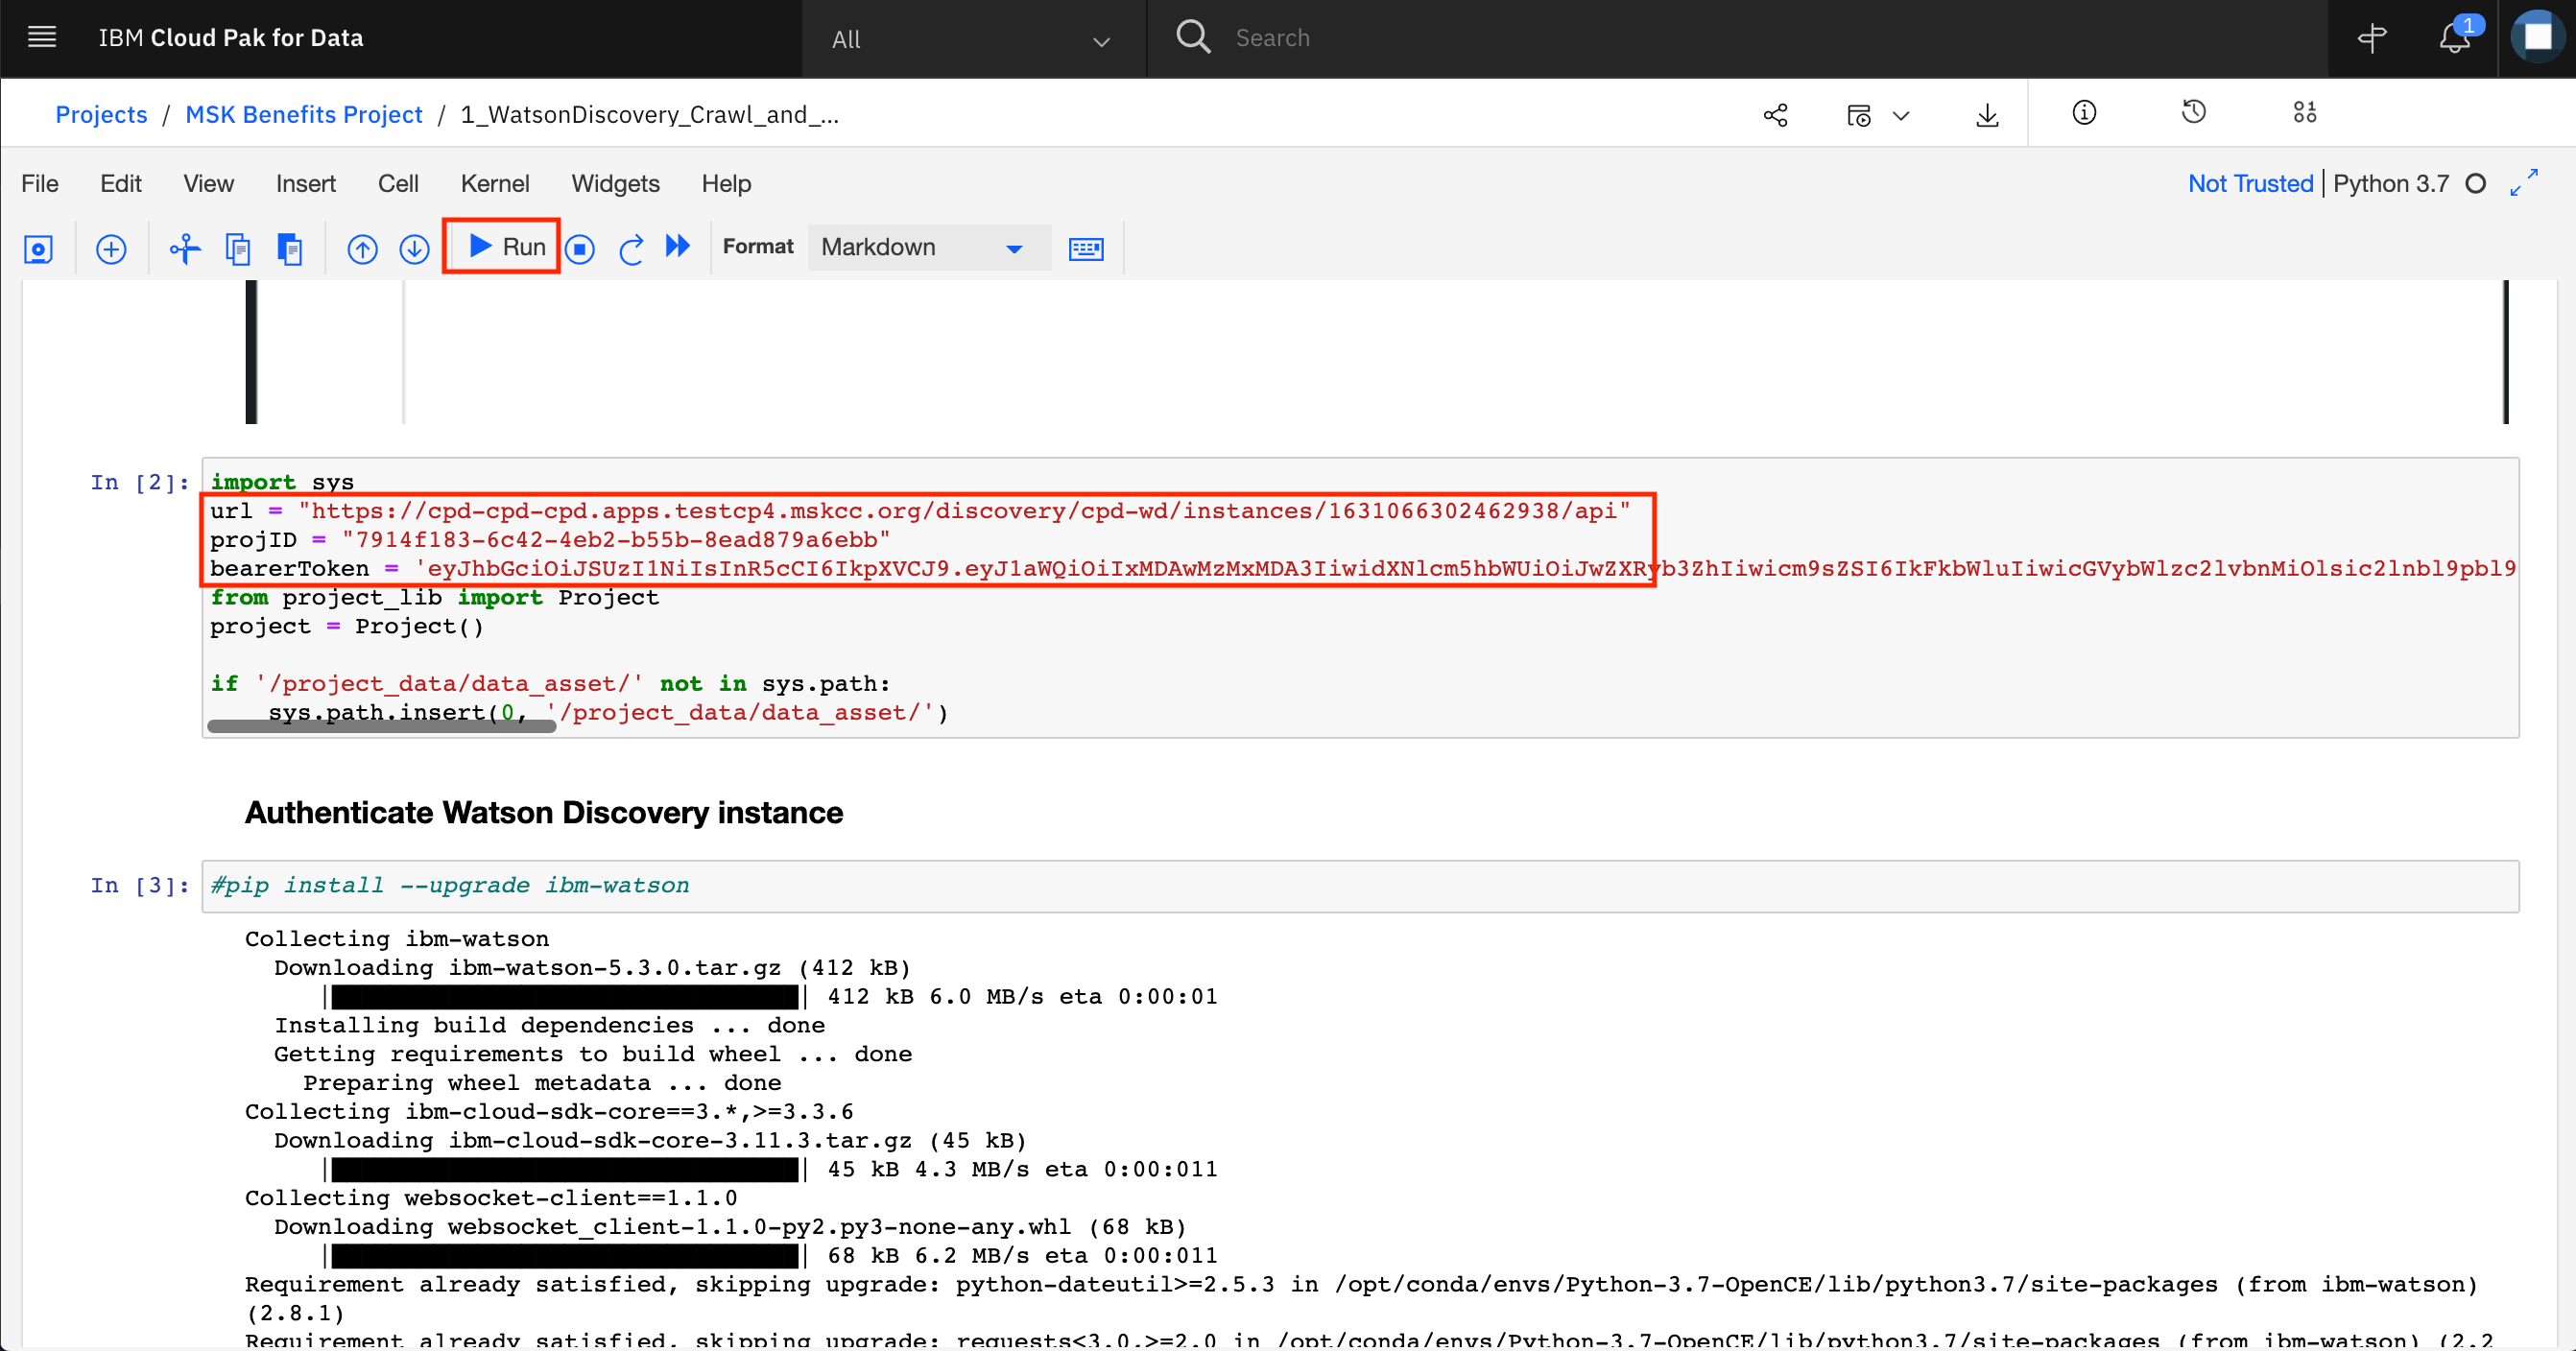 IBM Cloud Pak for Data
All
Search
1
Projects / MSK Benefits Project / 1_WatsonDiscovery_Crawl_and_...
File Edit View Insert Cell Kernel Widgets Help
Not Trusted | Python 3.7
Run
Format
Markdown
In [2]:
import sys
url = "https://cpd-cpd-cpd.apps.testcp4.mskcc.org/discovery/cpd-wd/instances/1631066302462938/api"
projID = "7914f183-6c42-4eb2-b55b-8ead879a6ebb"
bearerToken = 'eyJhbGciOiJSUzI1NiIsInR5cCI6IkpXVCJ9.eyJ1aWQiOiIxMDAwMzMxMDA3IiwidXNlcm5hbWUiOiJwZXRyb3ZhIiwicm9sZSI6IkFkbWluIiwicGVybWlzc2lvbnMiOlsic2lnbl9pbl9
from project_lib import Project
project = Project()
if '/project_data/data_asset/' not in sys.path:
sys.path.insert(0, '/project_data/data_asset/')
Authenticate Watson Discovery instance
In [3]:
#pip install --upgrade ibm-watson
Collecting ibm-watson
Downloading ibm-watson-5.3.0.tar.gz (412 kB)
| | 412 kB 6.0 MB/s eta 0:00:01
Installing build dependencies ... done
Getting requirements to build wheel ... done
Preparing wheel metadata ... done
Collecting ibm-cloud-sdk-core==3.*,>=3.3.6
Downloading ibm-cloud-sdk-core-3.11.3.tar.gz (45 kB)
| | 45 kB 4.3 MB/s eta 0:00:011
Collecting websocket-client==1.1.0
Downloading websocket_client-1.1.0-py2.py3-none-any.whl (68 kB)
| | 68 kB 6.2 MB/s eta 0:00:011
Requirement already satisfied, skipping upgrade: python-dateutil>=2.5.3 in /opt/conda/envs/Python-3.7-OpenCE/lib/python3.7/site-packages (from ibm-watson)
(2.8.1)
Requirement already satisfied, skipping upgrade: requests<3.0,>=2.0 in /opt/conda/envs/Python-3.7-OpenCE/lib/python3.7/site-packages (from ibm-watson) (2.2